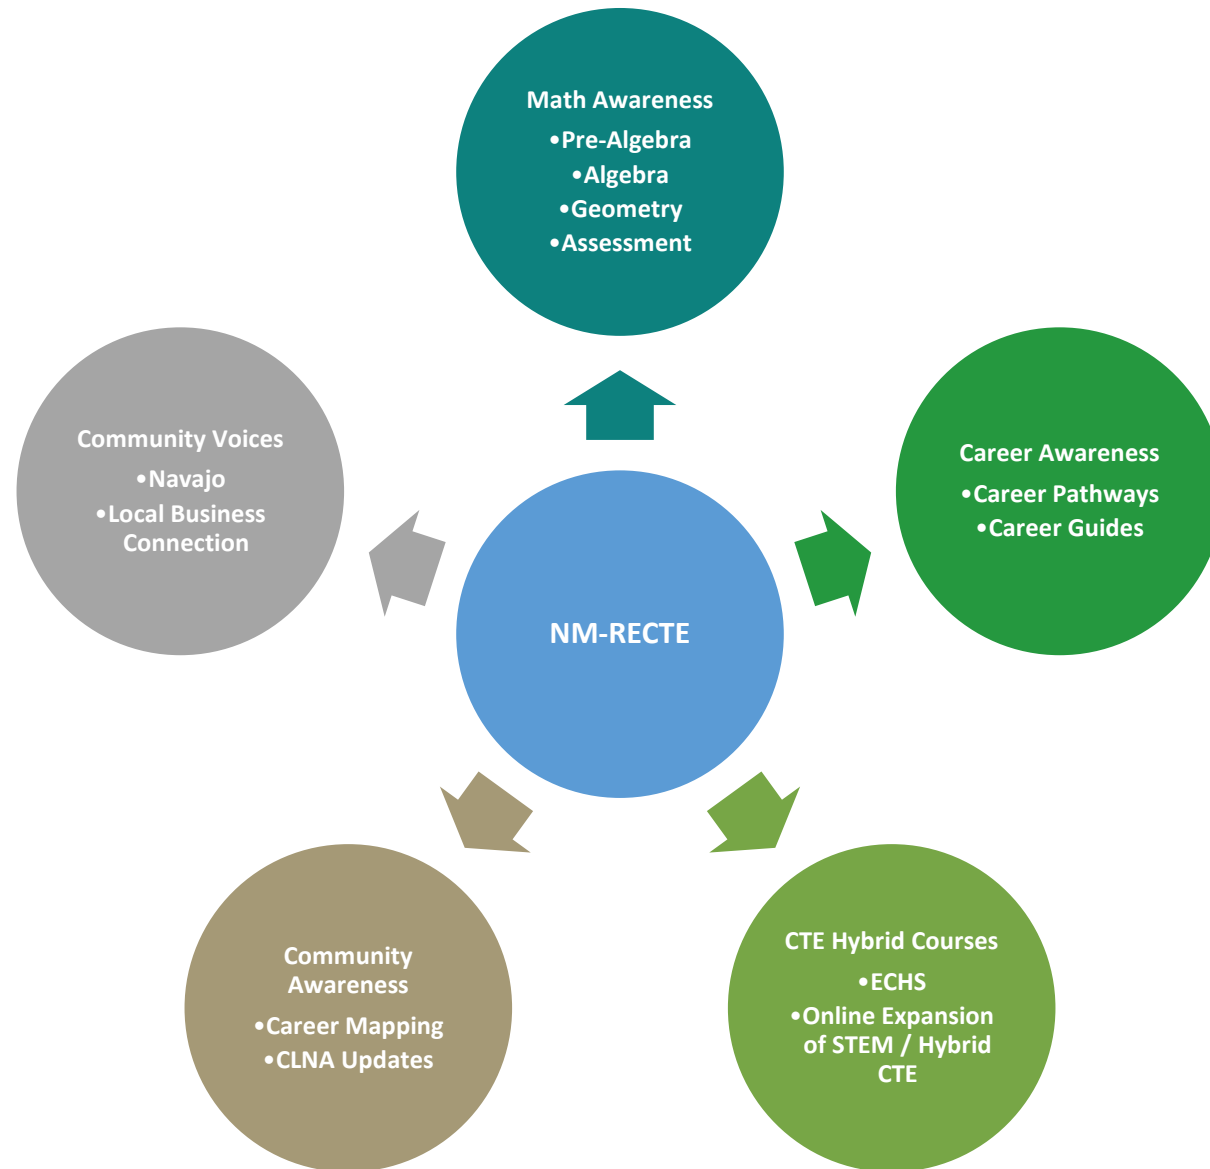 Math Awareness
•Pre-Algebra
•Algebra
•Geometry
•Assessment
Community Voices
•Navajo
•Local Business
Connection
Career Awareness
•Career Pathways
•Career Guides
NM-RECTE
Community
Awareness
•Career Mapping
•CLNA Updates
CTE Hybrid Courses
•ECHS
•Online Expansion
of STEM / Hybrid
CTE